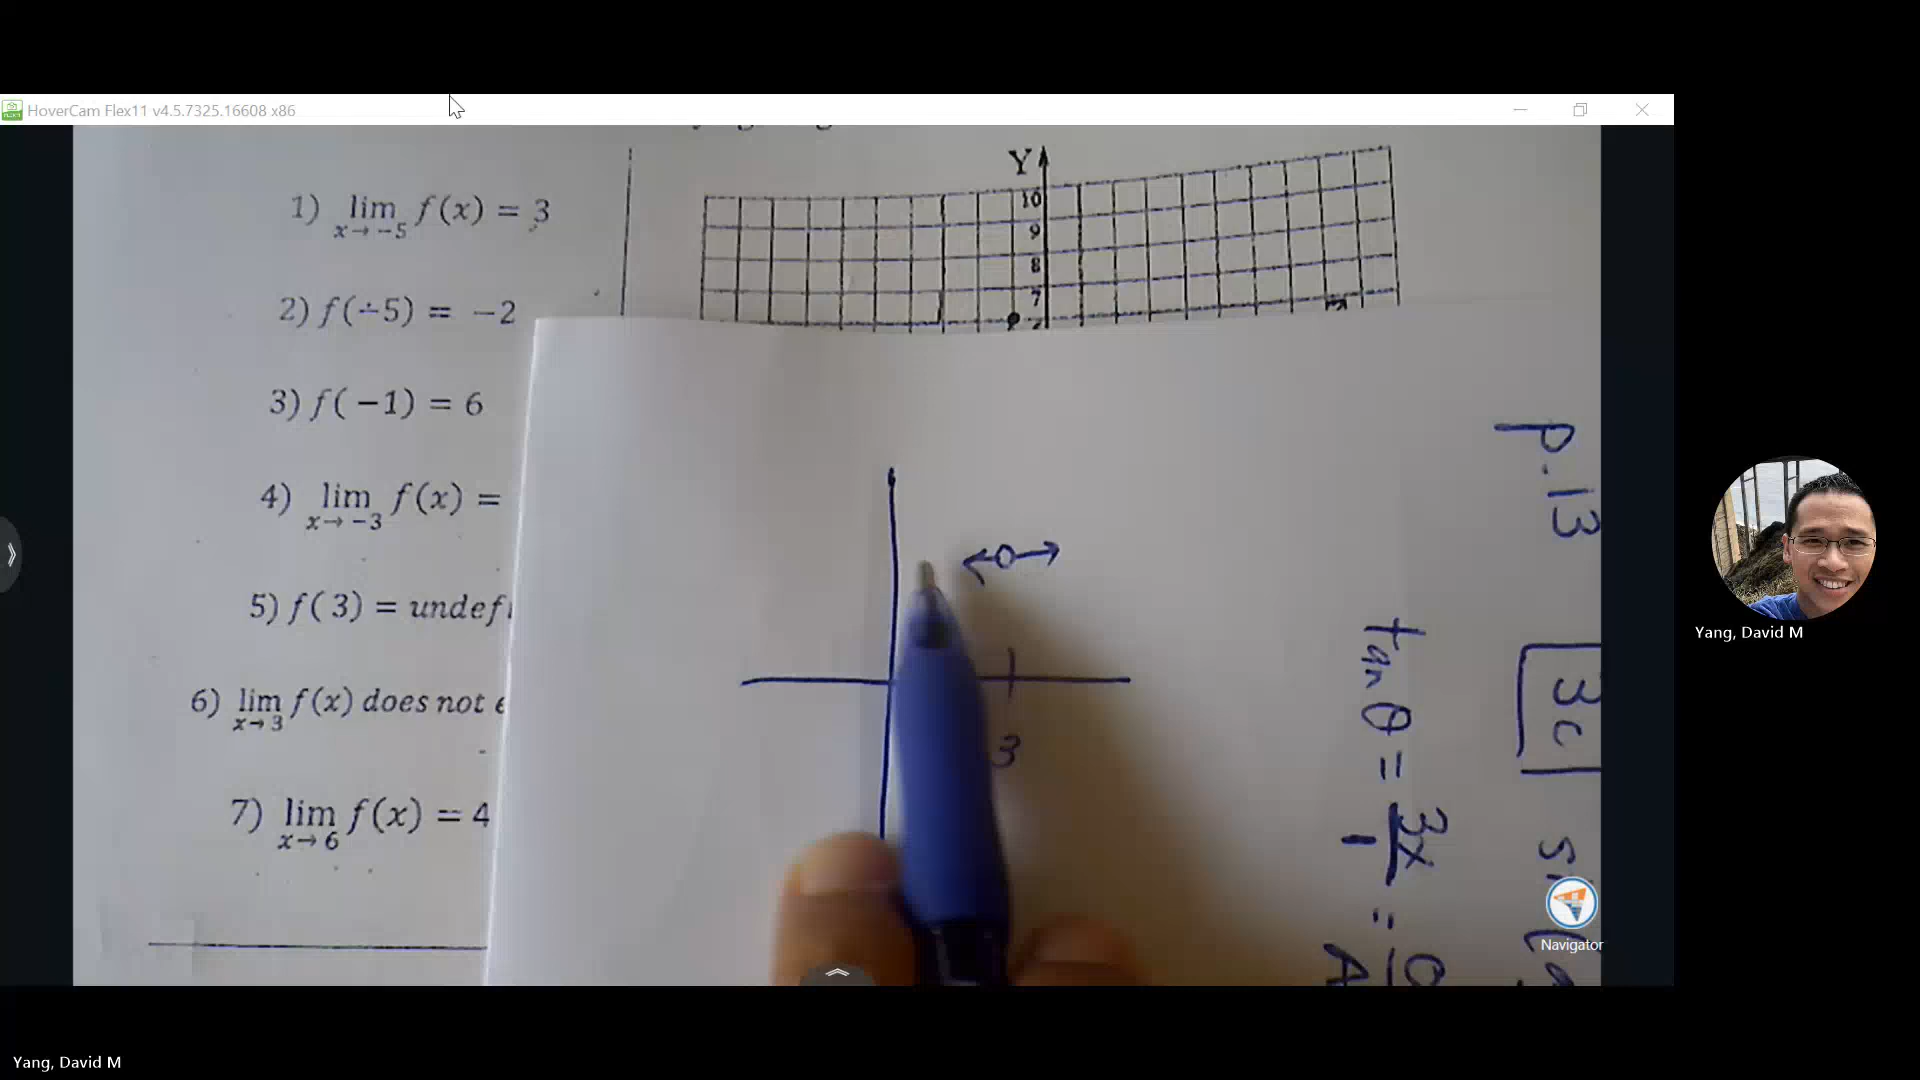 HoverCam Flex11 v4.5.7325.16608 x86
1) lim f(x) = 3
x→ -5
2) f(-5) = -2
3) f(-1) = 6
4) lim f(x) =
x→ -3
5) f(3) =
6) lim f(x) does not
x→ 3
7) lim f(x) = 4
x→ 6
Y
10
9
8
7
3
p.13
3c
tan θ = 3x/1 = O/A
Navigator
Yang, David M
Yang, David M